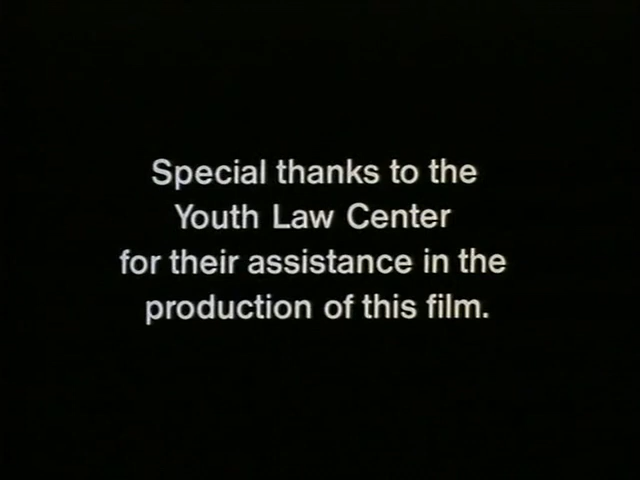 Special thanks to the
Youth Law Center
for their assistance in the
production of this film.